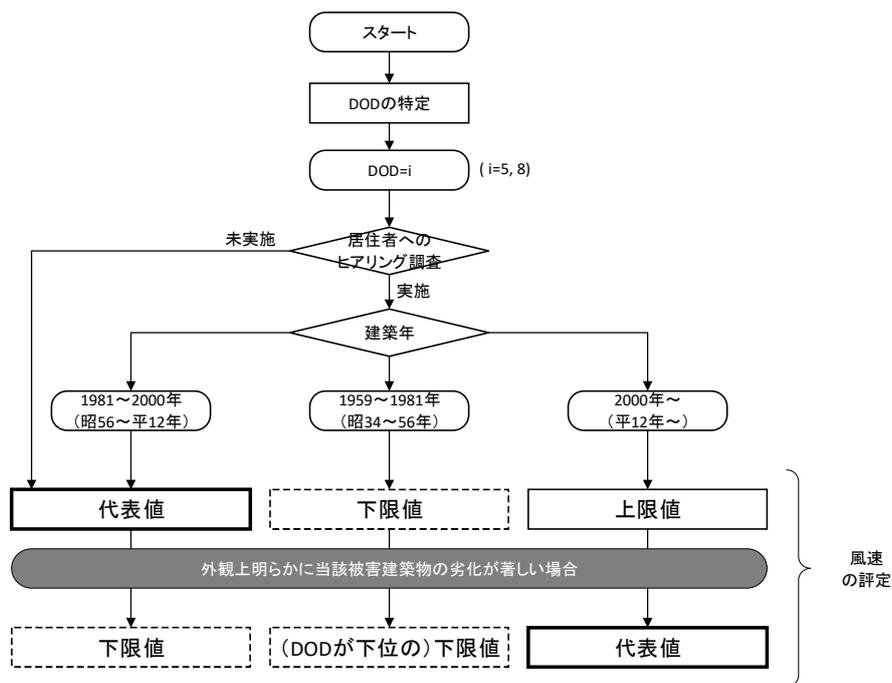 スタート
DODの特定
DOD=i
( i=5, 8)
未実施
居住者への
ヒアリング調査
実施
建築年
1981～2000年
（昭56～平12年）
1959～1981年
（昭34～56年）
2000年～
（平12年～）
代表値
下限値
上限値
外観上明らかに当該被害建築物の劣化が著しい場合
風速
の評定
下限値
（DODが下位の）下限値
代表値